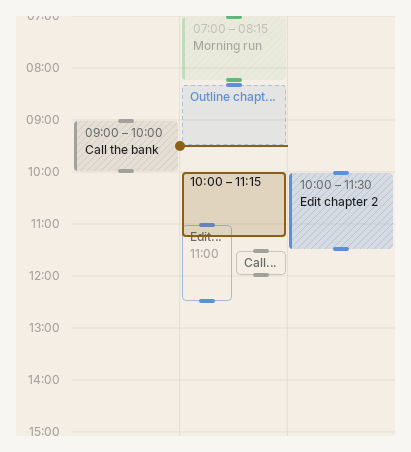 07:00
07:00 – 08:15
Morning run
08:00
Outline chapt...
09:00
09:00 – 10:00
Call the bank
10:00
10:00 – 11:15
10:00 – 11:30
Edit chapter 2
11:00
Edit...
11:00
Call...
12:00
13:00
14:00
15:00